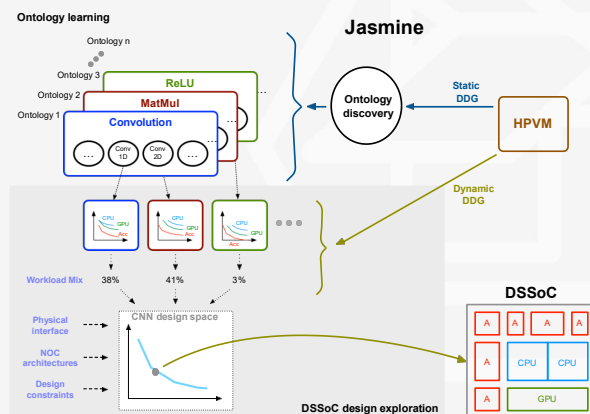 Ontology learning
Jasmine
Ontology n
Ontology 3
ReLU
...
Ontology 2
MatMul
Ontology 1
Convolution
...
Conv
1D
Conv
2D
...
...
Ontology
discovery
Static
DDG
HPVM
Dynamic
DDG
CPU
GPU
Acc
CPU
GPU
Acc
CPU
GPU
Acc
Workload Mix
38%
41%
3%
Physical
interface
NOC
architectures
Design
constraints
CNN design space
DSSoC design exploration
DSSoC
A
A
A
A
A
CPU
CPU
A
GPU